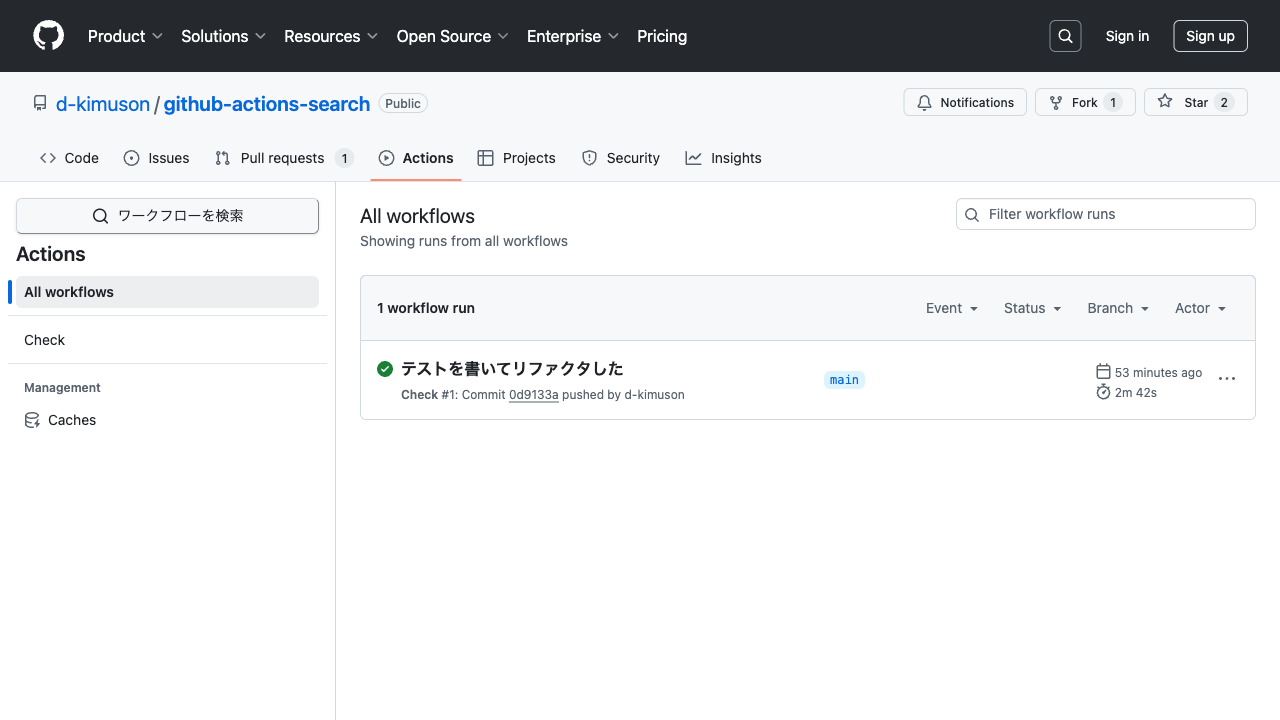 Product Solutions Resources Open Source Enterprise Pricing Sign in Sign up
d-kimuson / github-actions-search Public Notifications Fork 1 Star 2
Code Issues Pull requests 1 Actions Projects Security Insights
ワークフローを検索
Actions
All workflows
Check
Management
Caches
All workflows
Showing runs from all workflows
Filter workflow runs
1 workflow run Event Status Branch Actor
テストを書いてリファクタした
Check #1: Commit 0d9133a pushed by d-kimuson
main
53 minutes ago
2m 42s